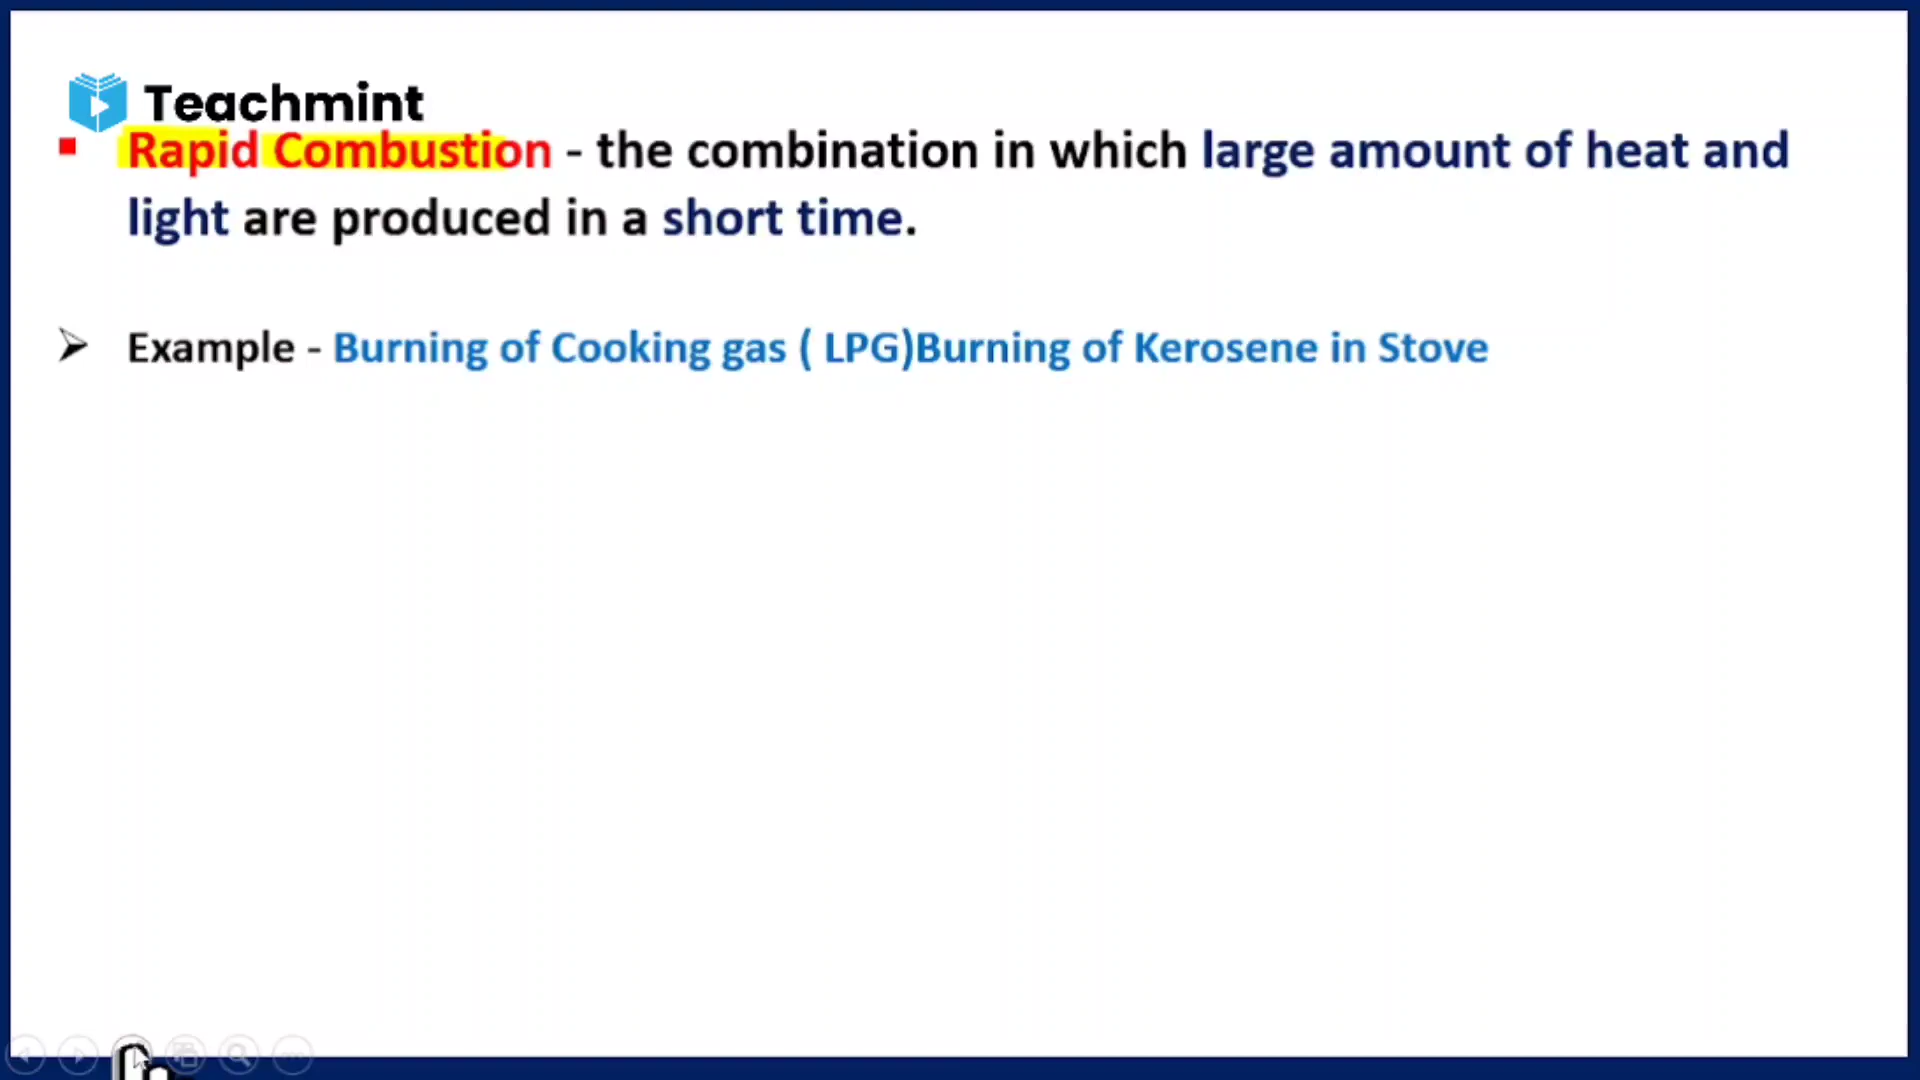 Teachmint
Rapid Combustion - the combination in which large amount of heat and
light are produced in a short time.
Example - Burning of Cooking gas ( LPG)Burning of Kerosene in Stove